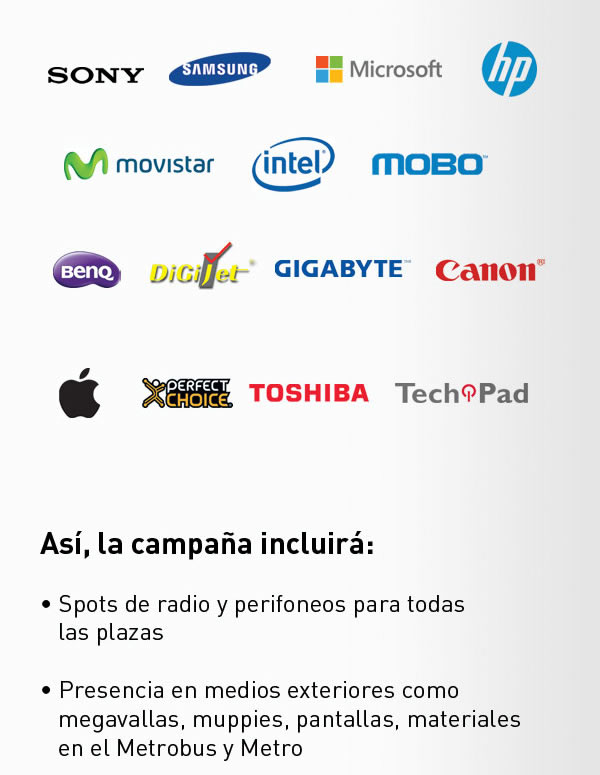 SONY SAMSUNG Microsoft hp
movistar intel MOBO™
BenQ DiGiJet® GIGABYTE™ Canon®
PERFECT CHOICE® TOSHIBA TechPad
Así, la campaña incluirá:
• Spots de radio y perifoneos para todas
las plazas
• Presencia en medios exteriores como
megavallas, muppies, pantallas, materiales
en el Metrobus y Metro